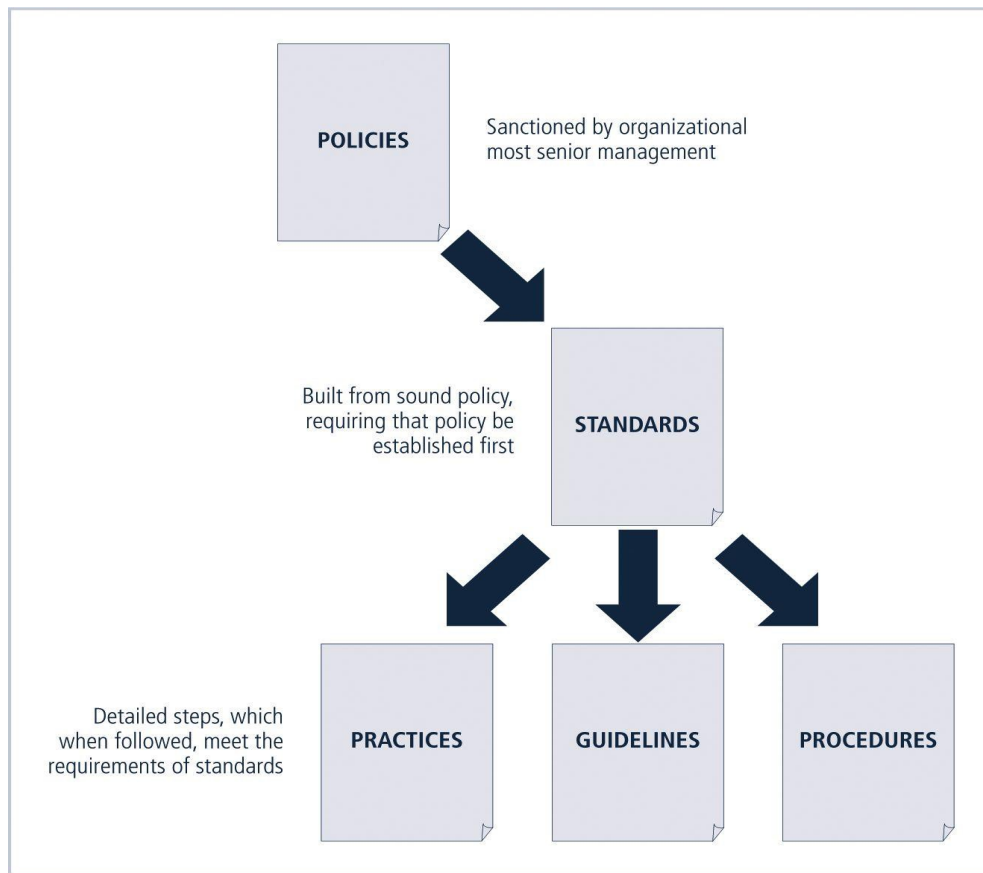 POLICIES
Sanctioned by organizational
most senior management
Built from sound policy,
requiring that policy be
established first
STANDARDS
Detailed steps, which
when followed, meet the
requirements of standards
PRACTICES
GUIDELINES
PROCEDURES